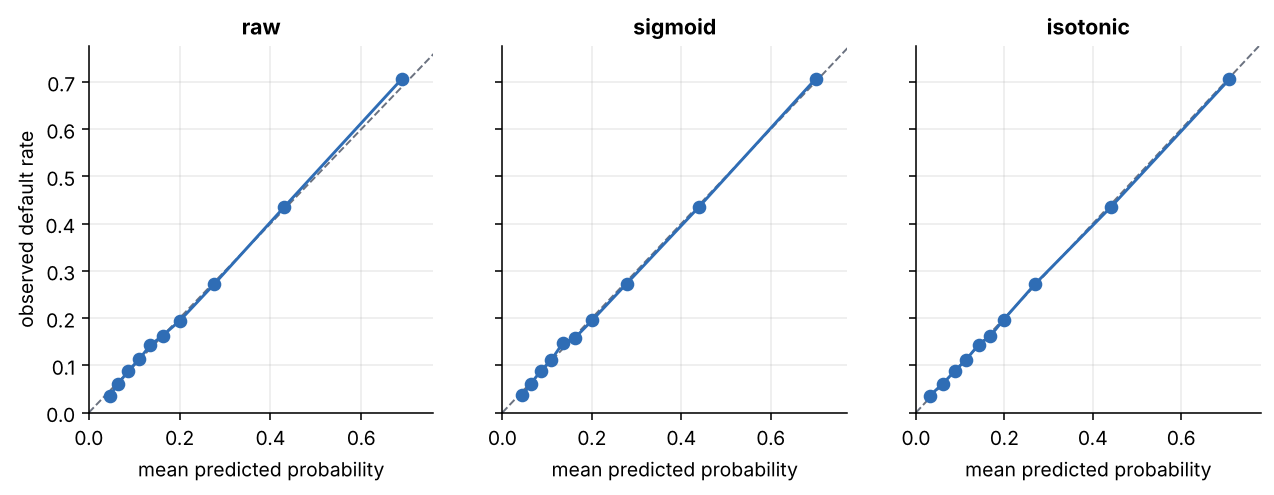 raw
sigmoid
isotonic
observed default rate
0.7
0.6
0.5
0.4
0.3
0.2
0.1
0.0
0.0 0.2 0.4 0.6
0.0 0.2 0.4 0.6
0.0 0.2 0.4 0.6
mean predicted probability
mean predicted probability
mean predicted probability